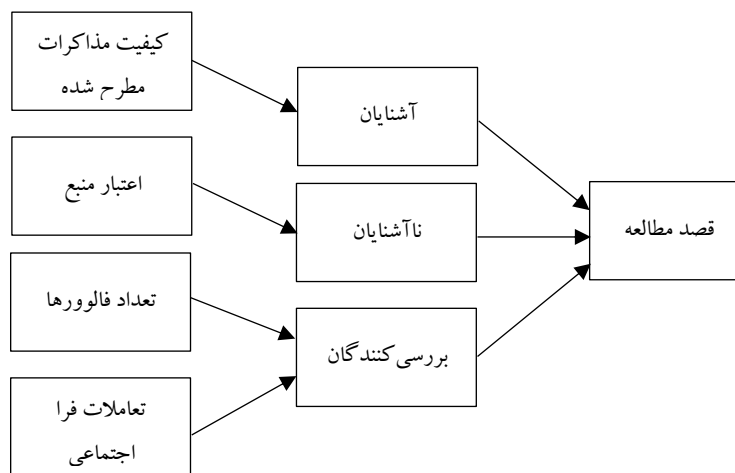 کیفیت مذاکرات
مطرح شده
آشنایان
اعتبار منبع
ناآشنایان
قصد مطالعه
تعداد فالوورها
بررسی‌کنندگان
تعاملات فرا
اجتماعی